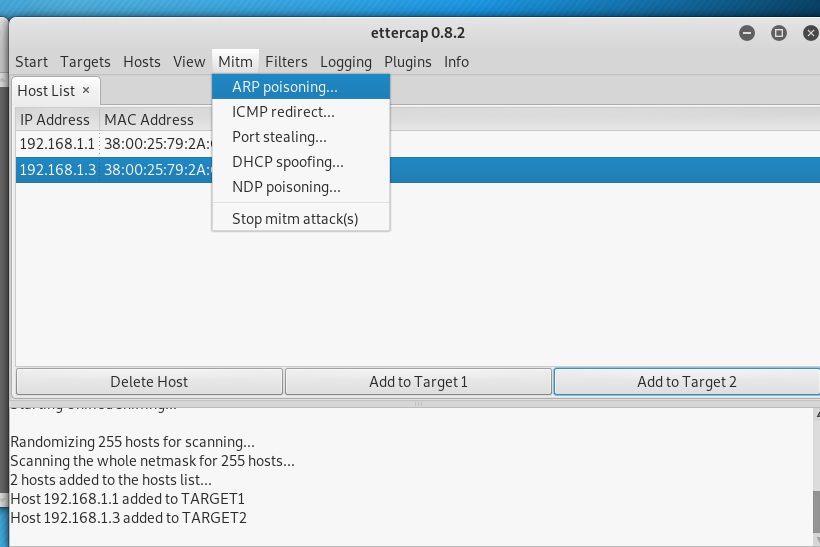 ettercap 0.8.2
Start Targets Hosts View Mitm Filters Logging Plugins Info
Host List ×
ARP poisoning...
ICMP redirect...
Port stealing...
DHCP spoofing...
NDP poisoning...
Stop mitm attack(s)
IP Address MAC Address
192.168.1.1 38:00:25:79:2A:
192.168.1.3 38:00:25:79:2A:
Delete Host Add to Target 1 Add to Target 2
Randomizing 255 hosts for scanning...
Scanning the whole netmask for 255 hosts...
2 hosts added to the hosts list...
Host 192.168.1.1 added to TARGET1
Host 192.168.1.3 added to TARGET2